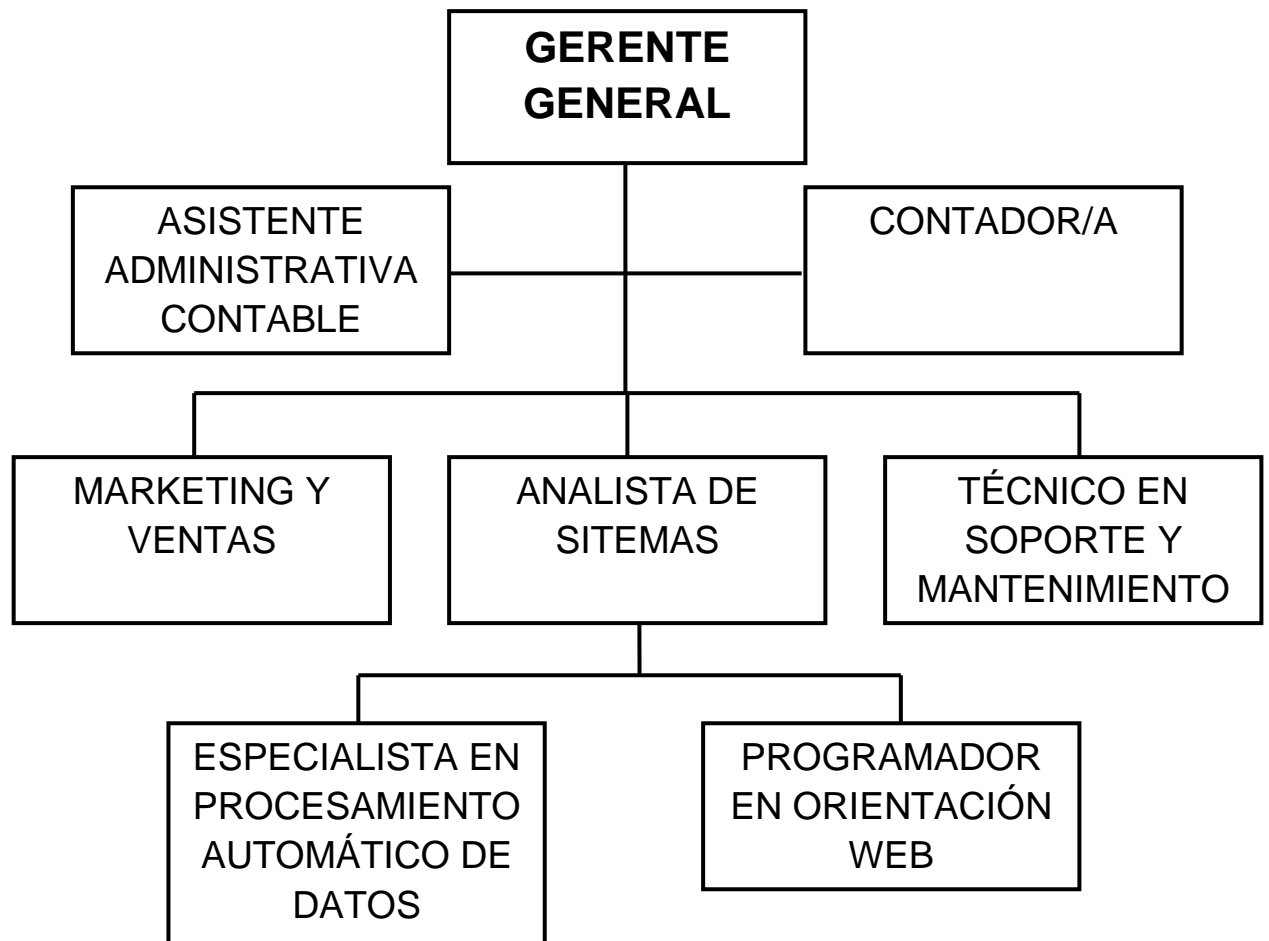 GERENTE
GENERAL
ASISTENTE
ADMINISTRATIVA
CONTABLE
CONTADOR/A
MARKETING Y
VENTAS
ANALISTA DE
SITEMAS
TÉCNICO EN
SOPORTE Y
MANTENIMIENTO
ESPECIALISTA EN
PROCESAMIENTO
AUTOMÁTICO DE
DATOS
PROGRAMADOR
EN ORIENTACIÓN
WEB